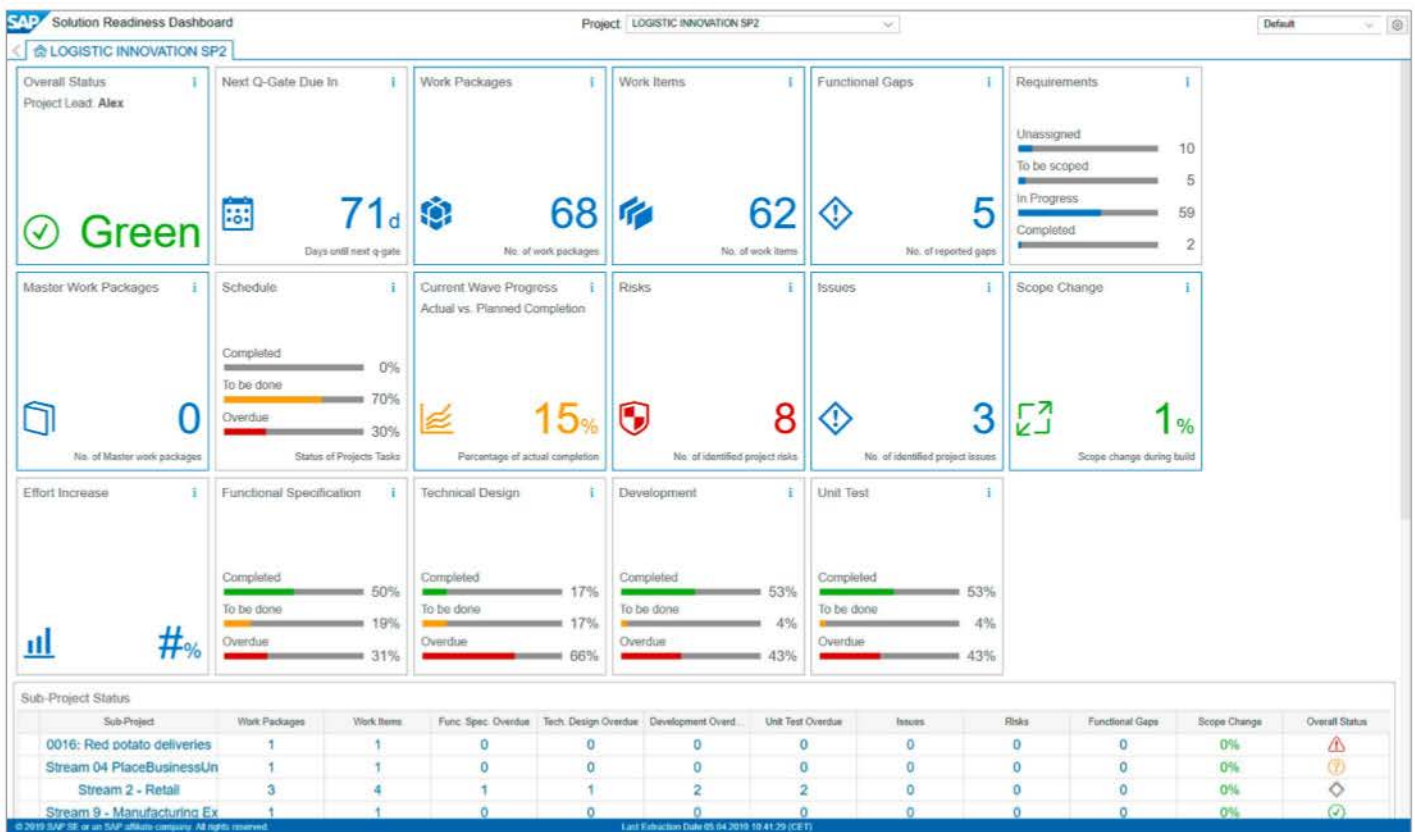 SAP Solution Readiness Dashboard Project LOGISTIC INNOVATION SP2 Default
LOGISTIC INNOVATION SP2
Overall Status i
Project Lead: Alex
Green
Next Q-Gate Due In i
71d
Days until next q-gate
Work Packages i
68
No. of work packages
Work Items i
62
No. of work items
Functional Gaps i
5
No. of reported gaps
Requirements i
Unassigned
10
To be scoped
5
In Progress
59
Completed
2
Master Work Packages i
0
No. of Master work packages
Schedule i
Completed
0%
To be done
70%
Overdue
30%
Status of Projects Tasks
Current Wave Progress i
Actual vs. Planned Completion
15%
Percentage of actual completion
Risks i
8
No. of identified project risks
Issues i
3
No. of identified project issues
Scope Change i
1%
Scope change during build
Effort Increase i
#%
Functional Specification i
Completed
50%
To be done
19%
Overdue
31%
Technical Design i
Completed
17%
To be done
17%
Overdue
66%
Development i
Completed
53%
To be done
4%
Overdue
43%
Unit Test i
Completed
53%
To be done
4%
Overdue
43%
Sub-Project Status
Sub-Project Work Packages Work Items Func. Spec. Overdue Tech. Design Overdue Development Overd... Unit Test Overdue Issues Risks Functional Gaps Scope Change Overall Status
0016: Red potato deliveries 1 1 0 0 0 0 0 0 0 0%
Stream 04 PlaceBusinessUn 1 1 0 0 0 0 0 0 0 0%
Stream 2 - Retail 3 4 1 1 2 2 0 0 0 0%
Stream 9 - Manufacturing Ex 1 1 0 0 0 0 0 0 0 0%
© 2019 SAP SE or an SAP affiliate company. All rights reserved. Last Extraction Date 05.04.2019 10:41:29 (CET)